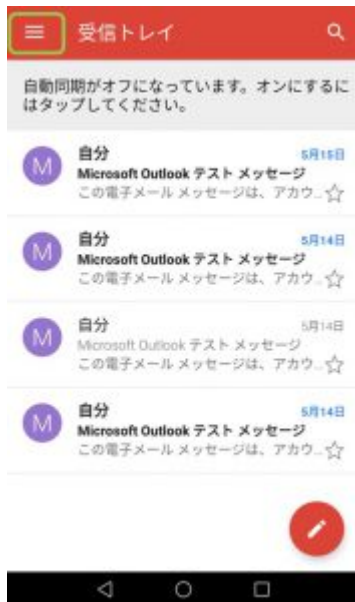 受信トレイ
自動同期がオフになっています。オンにするに
はタップしてください。
M
自分
5月15日
Microsoft Outlook テスト メッセージ
この電子メール メッセージは、アカウ...
M
自分
5月14日
Microsoft Outlook テスト メッセージ
この電子メール メッセージは、アカウ...
M
自分
5月14日
Microsoft Outlook テスト メッセージ
この電子メール メッセージは、アカウ...
M
自分
5月14日
Microsoft Outlook テスト メッセージ
この電子メール メッセージは、アカウ...